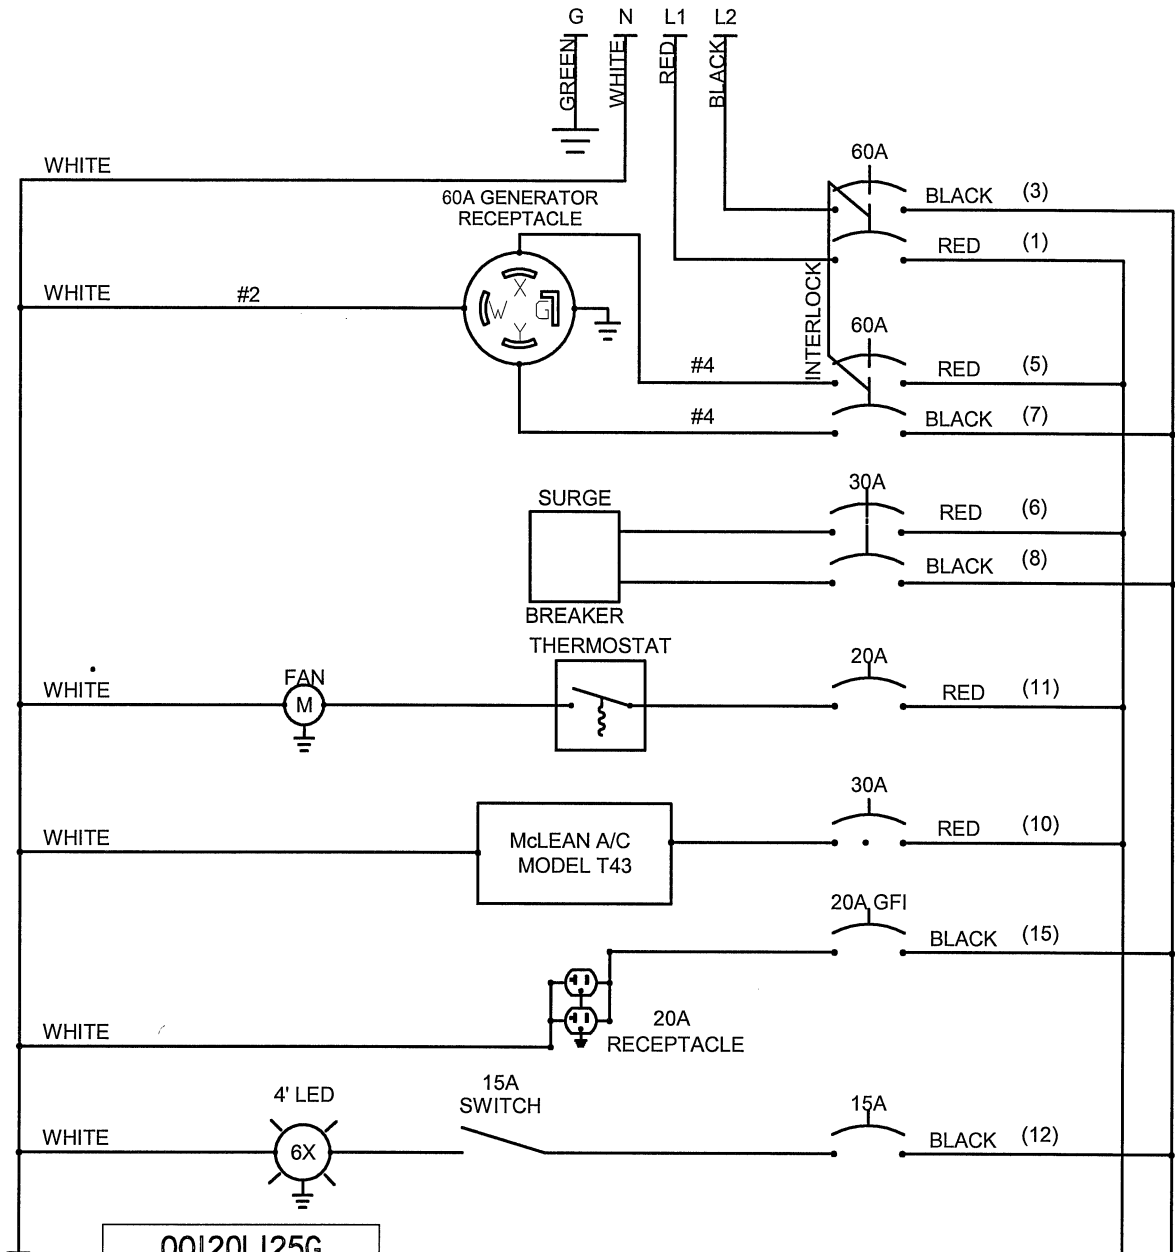 G N L1 L2
GREEN WHITE RED BLACK
WHITE
60A
60A GENERATOR
RECEPTACLE
BLACK (3)
RED (1)
WHITE #2
X
W G
Y
INTERLOCK
60A
#4 RED (5)
#4 BLACK (7)
30A
SURGE
RED (6)
BLACK (8)
BREAKER
THERMOSTAT
20A
FAN
WHITE
M
RED (11)
30A
McLEAN A/C
MODEL T43
WHITE
RED (10)
20A GFI
BLACK (15)
20A
RECEPTACLE
WHITE
15A
SWITCH
4' LED
15A
WHITE
6X
BLACK (12)